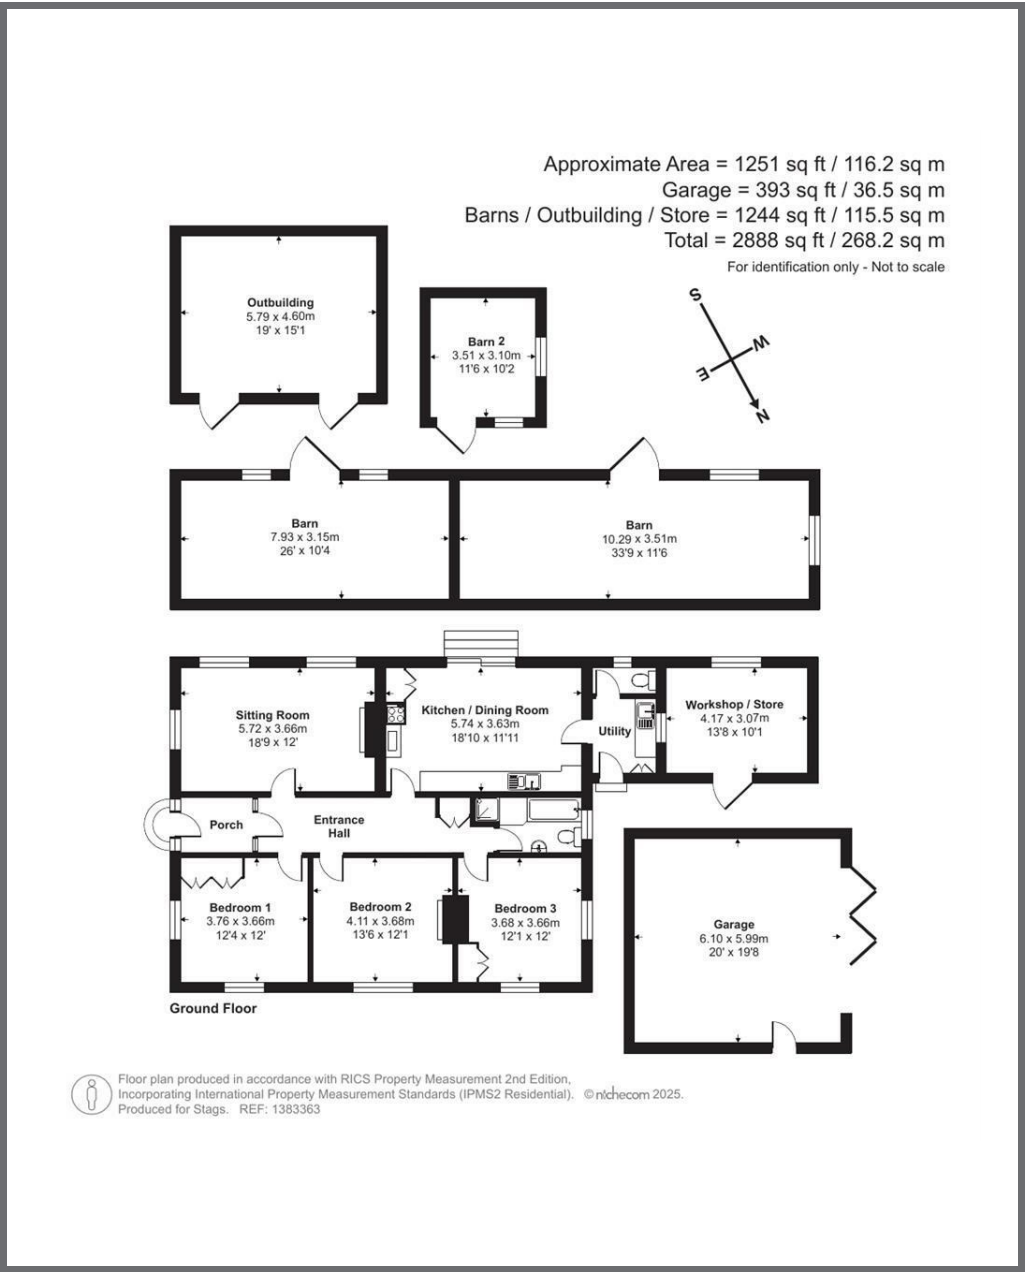 Approximate Area = 1251 sq ft / 116.2 sq m
Garage = 393 sq ft / 36.5 sq m
Barns / Outbuilding / Store = 1244 sq ft / 115.5 sq m
Total = 2888 sq ft / 268.2 sq m
For identification only - Not to scale
S
W
E
N
Outbuilding
5.79 x 4.60m
19' x 15'1
Barn 2
3.51 x 3.10m
11'6 x 10'2
Barn
7.93 x 3.15m
26' x 10'4
Barn
10.29 x 3.51m
33'9 x 11'6
Sitting Room
5.72 x 3.66m
18'9 x 12'
Kitchen / Dining Room
5.74 x 3.63m
18'10 x 11'11
Utility
Workshop / Store
4.17 x 3.07m
13'8 x 10'1
Porch
Entrance
Hall
Bedroom 1
3.76 x 3.66m
12'4 x 12'
Bedroom 2
4.11 x 3.68m
13'6 x 12'1
Bedroom 3
3.68 x 3.66m
12'1 x 12'
Garage
6.10 x 5.99m
20' x 19'8
Ground Floor
Floor plan produced in accordance with RICS Property Measurement 2nd Edition,
Incorporating International Property Measurement Standards (IPMS2 Residential). © nichecom 2025.
Produced for Stags. REF: 1383363